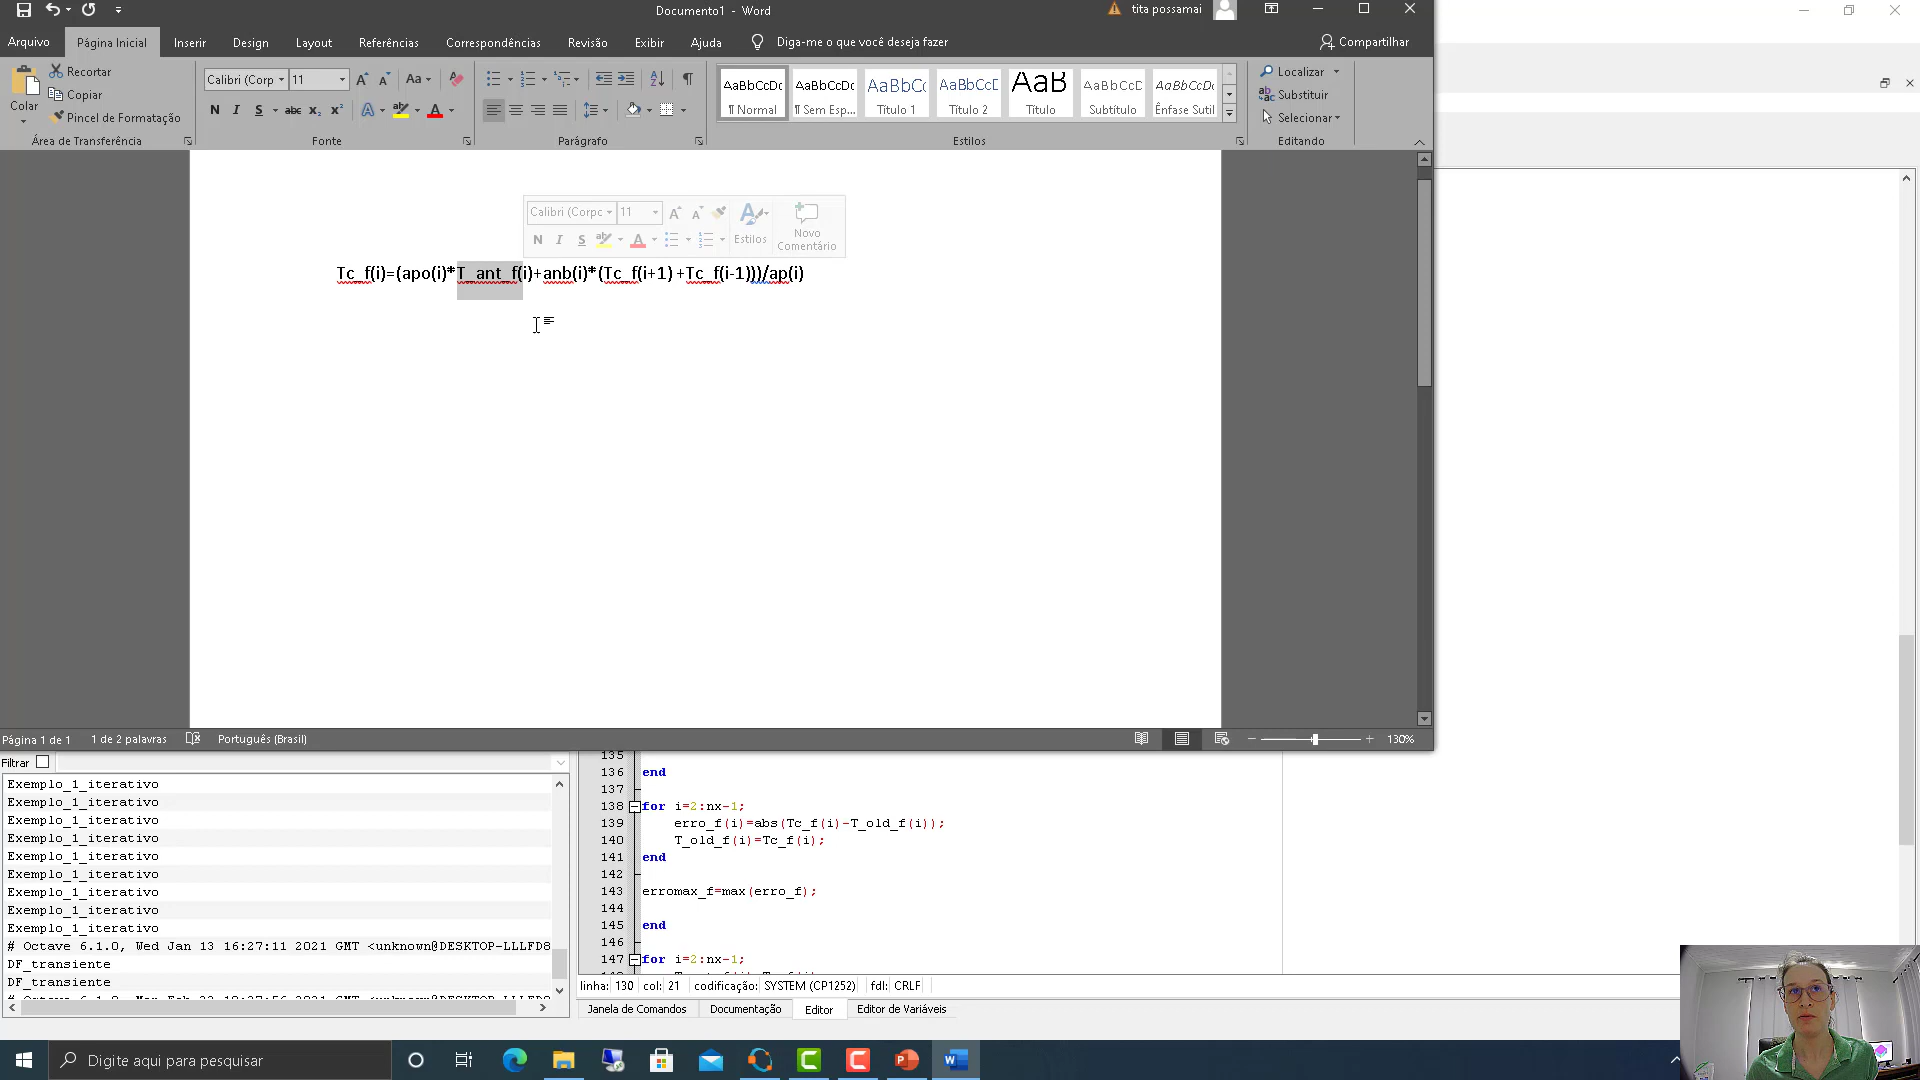 Documento1 - Word
tita possamai
Arquivo Página Inicial Inserir Design Layout Referências Correspondências Revisão Exibir Ajuda Diga-me o que você deseja fazer Compartilhar
Colar
Recortar
Copiar
Pincel de Formatação
Área de Transferência
Calibri (Corp 11
Fonte
Parágrafo
AaBbCcDc AaBbCcDc AaBbC( AaBbCcD AaB AaBbCcD AaBbCcDc
¶ Normal ¶ Sem Esp... Título 1 Título 2 Título Subtítulo Ênfase Sutil
Estilos
Localizar
Substituir
Selecionar
Editando
Calibri (Corpc 11
N I S
Estilos
Novo
Comentário
Tc_f(i)=(apo(i)*T_ant_f(i)+anb(i)*(Tc_f(i+1) +Tc_f(i-1)))/ap(i)
Página 1 de 1 1 de 2 palavras Português (Brasil) 130%
Filtrar
Exemplo_1_iterativo
Exemplo_1_iterativo
Exemplo_1_iterativo
Exemplo_1_iterativo
Exemplo_1_iterativo
Exemplo_1_iterativo
Exemplo_1_iterativo
Exemplo_1_iterativo
Exemplo_1_iterativo
# Octave 6.1.0, Wed Jan 13 16:27:11 2021 GMT <unknown@DESKTOP-LLLFD8
DF_transiente
DF_transiente
135
136 end
137
138 for i=2:nx-1;
139 erro_f(i)=abs(Tc_f(i)-T_old_f(i));
140 T_old_f(i)=Tc_f(i);
141 end
142
143 erromax_f=max(erro_f);
144
145 end
146
147 for i=2:nx-1;
linha: 130 col: 21 codificação: SYSTEM (CP1252) fdl: CRLF
Janela de Comandos Documentação Editor Editor de Variáveis
Digite aqui para pesquisar